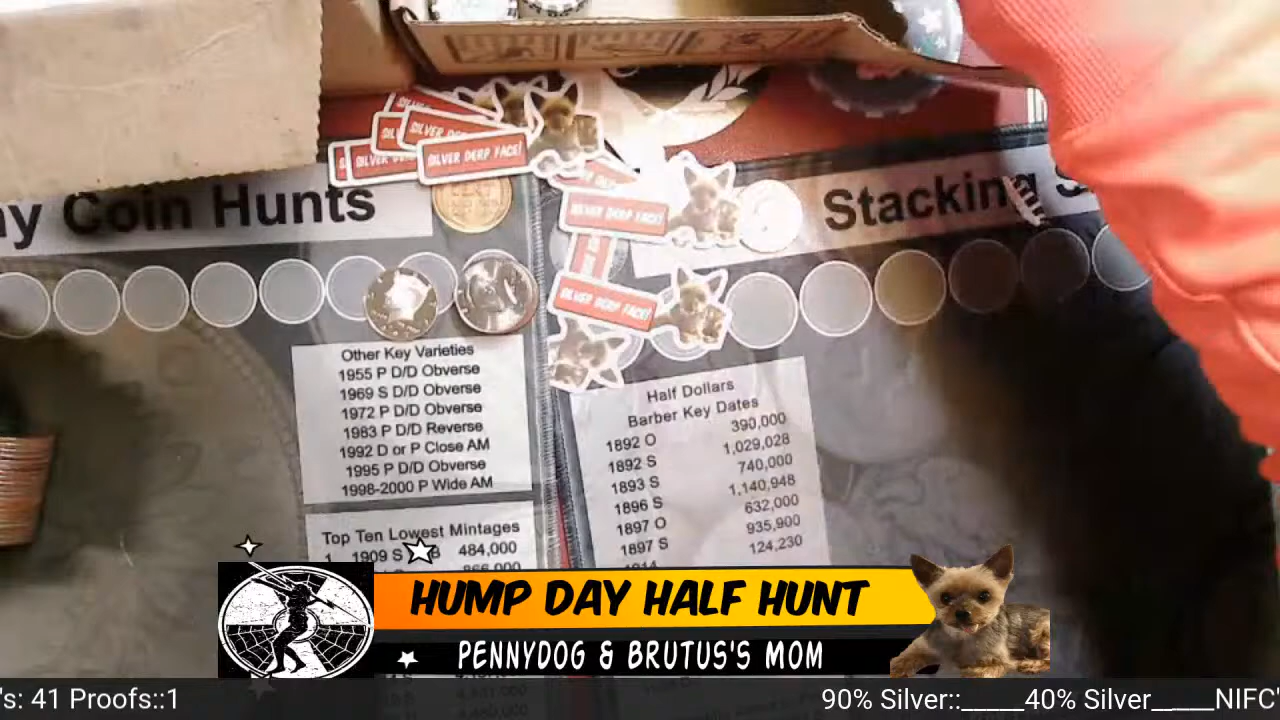 SILVER DERP FACE!
SILVER DERP FACE!
SILVER DERP FACE!
ny Coin Hunts
Stacking S
Other Key Varieties
1955 P D/D Obverse
1969 S D/D Obverse
1972 P D/D Obverse
1983 P D/D Reverse
1992 D or P Close AM
1995 P D/D Obverse
1998-2000 P Wide AM
Top Ten Lowest Mintages
1 1909 S B 484,000
Half Dollars
Barber Key Dates
1892 O 390,000
1892 S 1,029,028
1893 S 740,000
1896 S 1,140,948
1897 O 632,000
1897 S 935,900
124,230
HUMP DAY HALF HUNT
PENNYDOG & BRUTUS'S MOM
's: 41 Proofs::1
90% Silver::_____40% Silver_____NIFC'